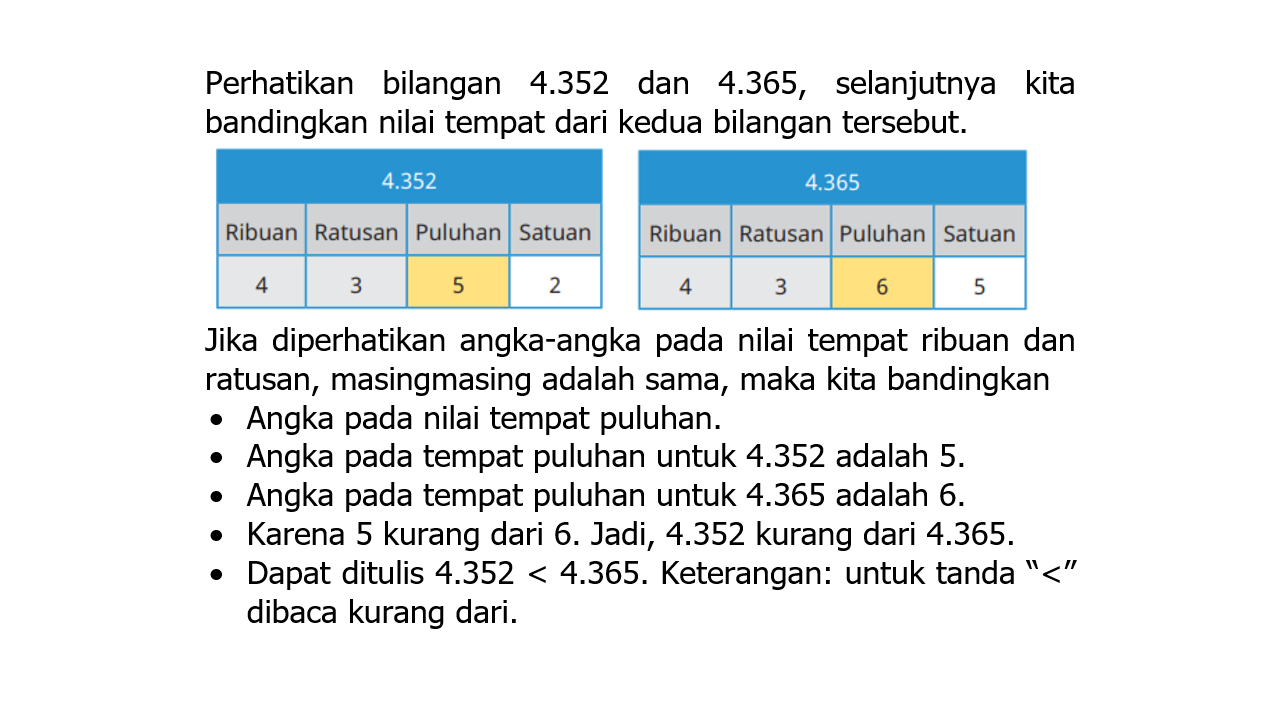 Perhatikan bilangan 4.352 dan 4.365, selanjutnya kita
bandingkan nilai tempat dari kedua bilangan tersebut.
4.352
Ribuan Ratusan Puluhan Satuan
4 3 5 2
4.365
Ribuan Ratusan Puluhan Satuan
4 3 6 5
Jika diperhatikan angka-angka pada nilai tempat ribuan dan
ratusan, masingmasing adalah sama, maka kita bandingkan
• Angka pada nilai tempat puluhan.
• Angka pada tempat puluhan untuk 4.352 adalah 5.
• Angka pada tempat puluhan untuk 4.365 adalah 6.
• Karena 5 kurang dari 6. Jadi, 4.352 kurang dari 4.365.
• Dapat ditulis 4.352 < 4.365. Keterangan: untuk tanda “<”
dibaca kurang dari.